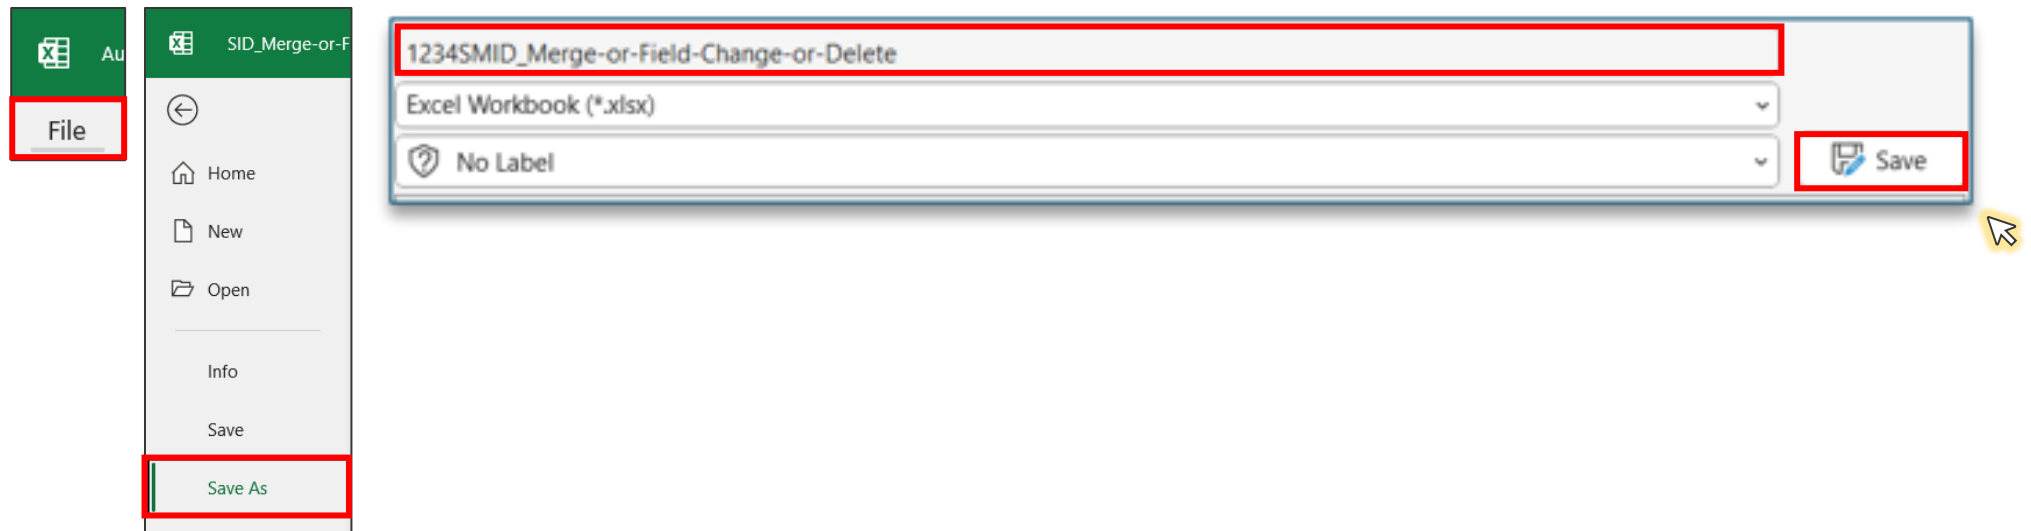 Au
File
SID_Merge-or-F
Home
New
Open
Info
Save
Save As
1234SMID_Merge-or-Field-Change-or-Delete
Excel Workbook (*.xlsx)
No Label
Save